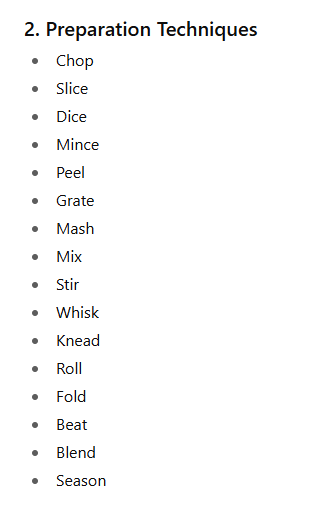 2. Preparation Techniques
• Chop
• Slice
• Dice
• Mince
• Peel
• Grate
• Mash
• Mix
• Stir
• Whisk
• Knead
• Roll
• Fold
• Beat
• Blend
• Season